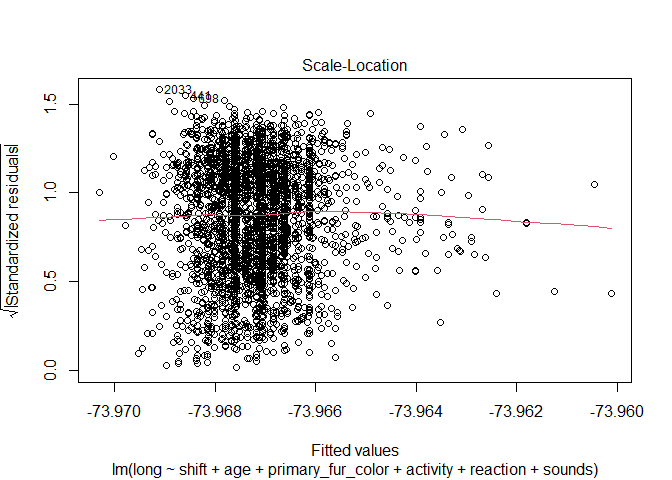 Scale-Location
2033
441
698
√|Standardized residuals|
1.5
1.0
0.5
0.0
-73.970 -73.968 -73.966 -73.964 -73.962 -73.960
Fitted values
lm(long ~ shift + age + primary_fur_color + activity + reaction + sounds)